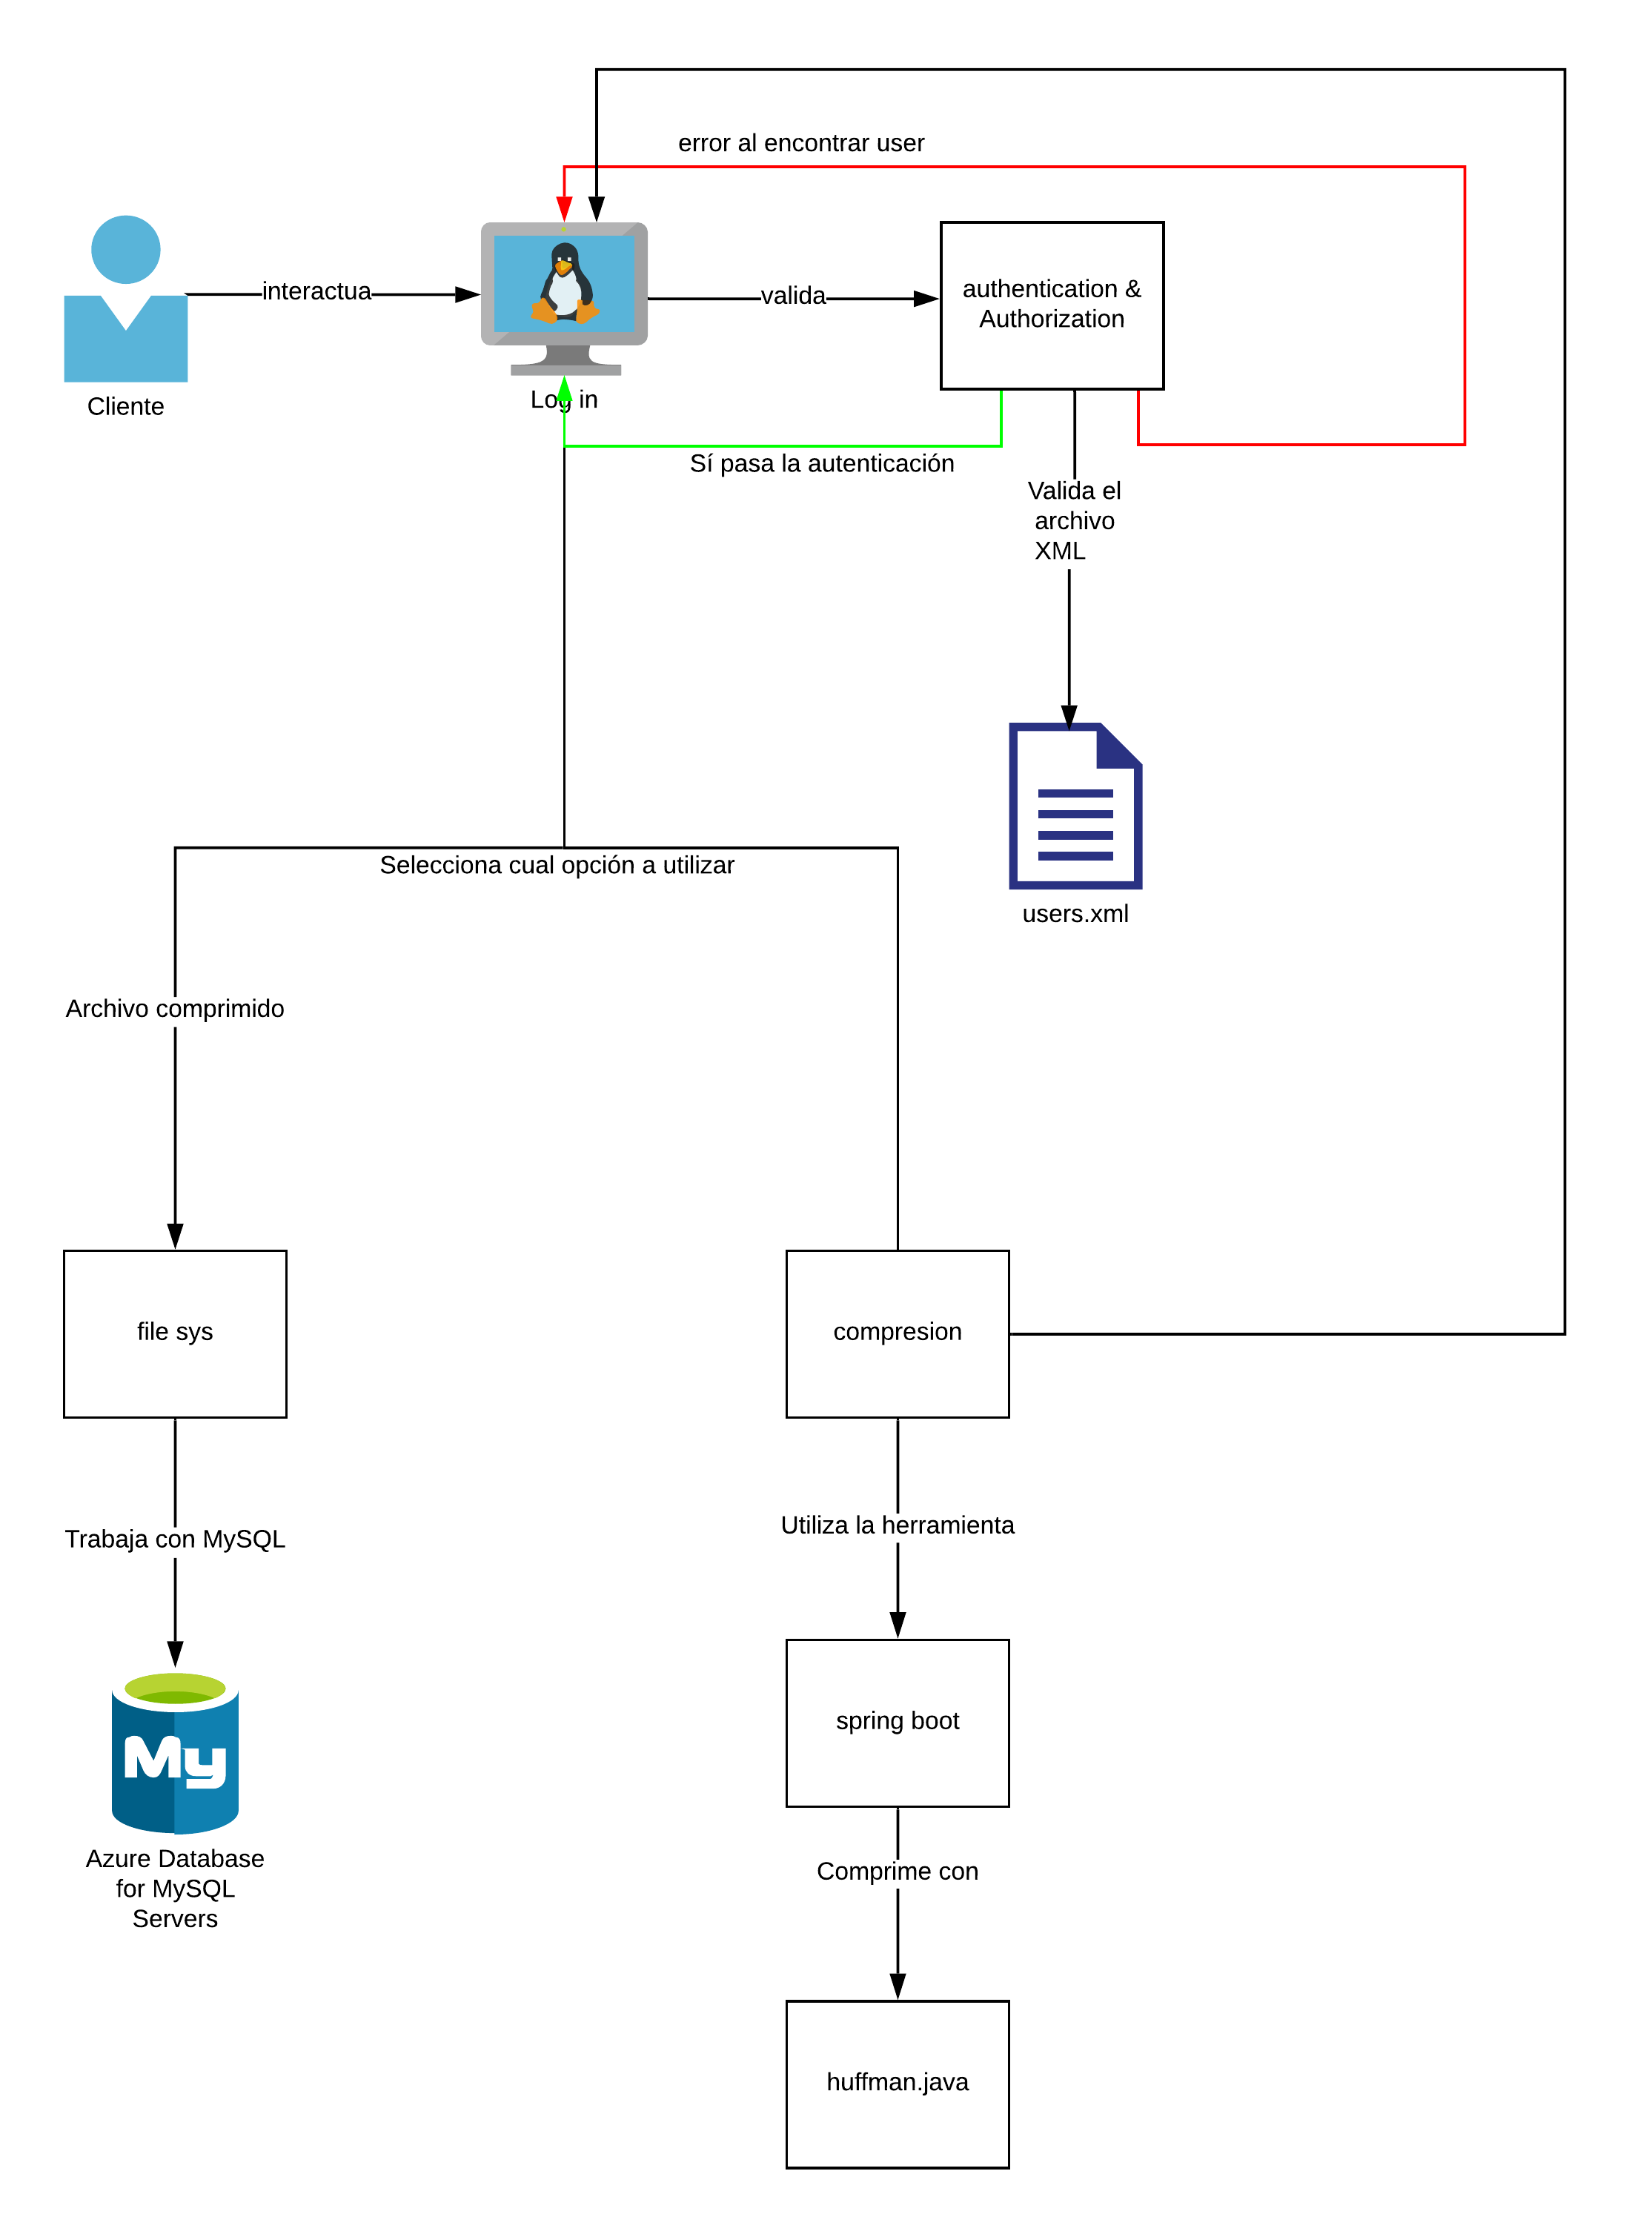 error al encontrar user
interactua
valida
authentication &
Authorization
Cliente
Log in
Sí pasa la autenticación
Valida el
archivo
XML
Selecciona cual opción a utilizar
users.xml
Archivo comprimido
file sys
compresion
Utiliza la herramienta
Trabaja con MySQL
spring boot
My
Azure Database
for MySQL
Servers
Comprime con
huffman.java